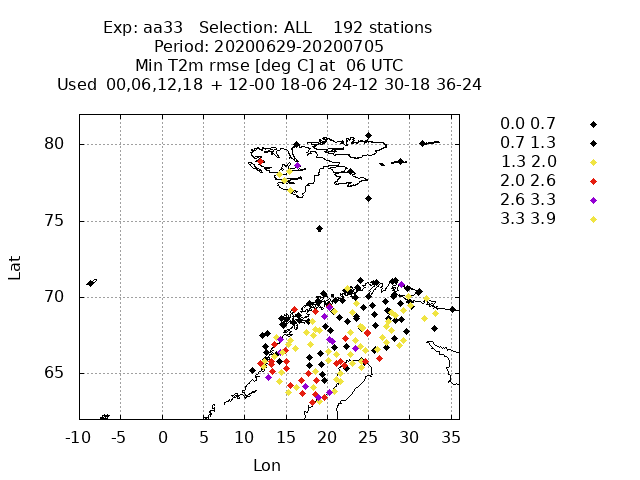 Exp: aa33 Selection: ALL 192 stations
Period: 20200629-20200705
Min T2m rmse [deg C] at 06 UTC
Used 00,06,12,18 + 12-00 18-06 24-12 30-18 36-24
0.0 0.7
0.7 1.3
1.3 2.0
2.0 2.6
2.6 3.3
3.3 3.9
80
75
70
65
Lat
-10 -5 0 5 10 15 20 25 30 35
Lon